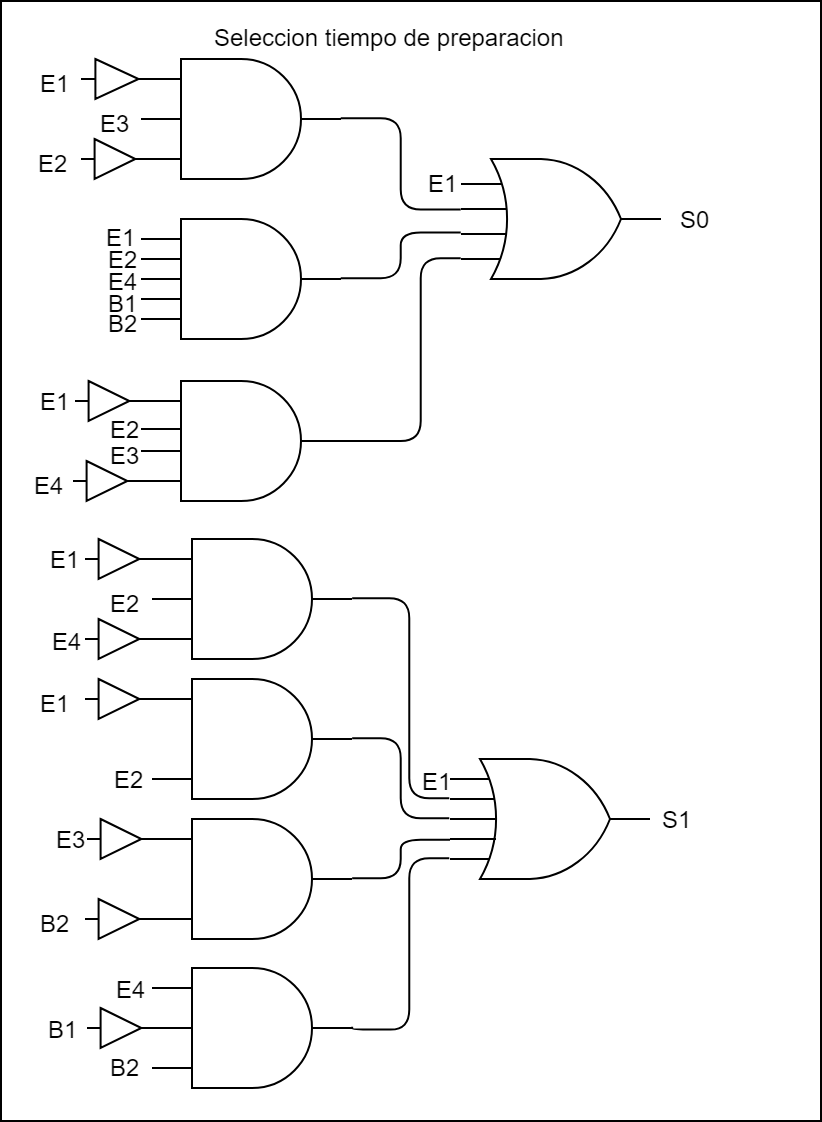 Seleccion tiempo de preparacion
E1
E3
E2
E1
S0
E1
E2
E4
B1
B2
E1
E2
E3
E4
E1
E2
E4
E1
E2
E1
S1
E3
B2
E4
B1
B2